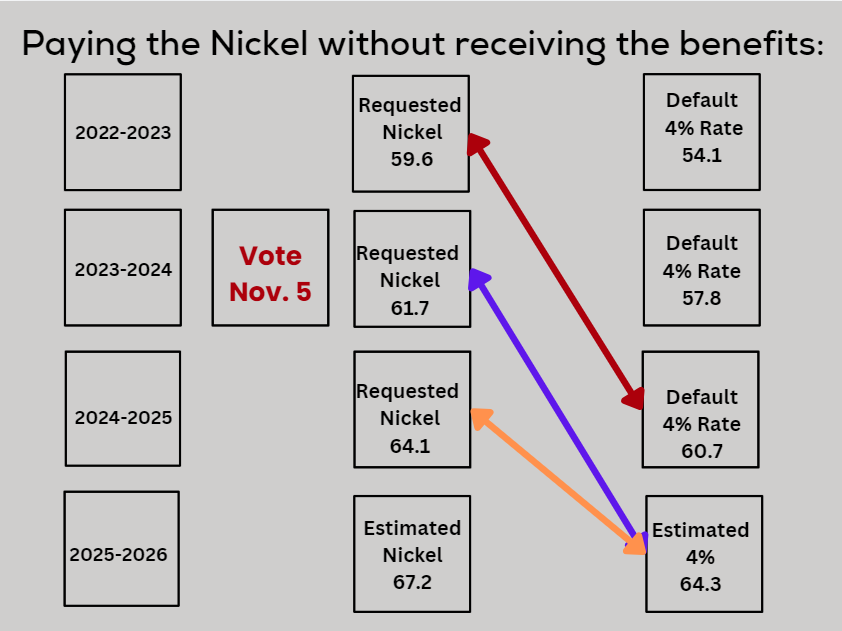 Paying the Nickel without receiving the benefits:
2022-2023
Requested
Nickel
59.6
Default
4% Rate
54.1
2023-2024
Vote
Nov. 5
Requested
Nickel
61.7
Default
4% Rate
57.8
2024-2025
Requested
Nickel
64.1
Default
4% Rate
60.7
2025-2026
Estimated
Nickel
67.2
Estimated
4%
64.3